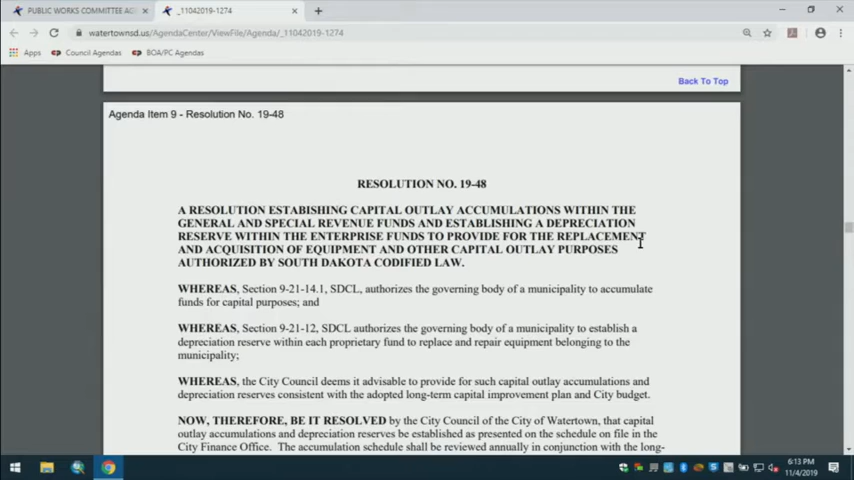 PUBLIC WORKS COMMITTEE AG
_11042019-1274
watertownsd.us/AgendaCenter/ViewFile/Agenda/_11042019-1274
Apps
Council Agendas
BOA/PC Agendas
Back To Top
Agenda Item 9 - Resolution No. 19-48
RESOLUTION NO. 19-48
A RESOLUTION ESTABISHING CAPITAL OUTLAY ACCUMULATIONS WITHIN THE
GENERAL AND SPECIAL REVENUE FUNDS AND ESTABLISHING A DEPRECIATION
RESERVE WITHIN THE ENTERPRISE FUNDS TO PROVIDE FOR THE REPLACEMENT
AND ACQUISITION OF EQUIPMENT AND OTHER CAPITAL OUTLAY PURPOSES
AUTHORIZED BY SOUTH DAKOTA CODIFIED LAW.
WHEREAS, Section 9-21-14.1, SDCL, authorizes the governing body of a municipality to accumulate
funds for capital purposes; and
WHEREAS, Section 9-21-12, SDCL authorizes the governing body of a municipality to establish a
depreciation reserve within each proprietary fund to replace and repair equipment belonging to the
municipality;
WHEREAS, the City Council deems it advisable to provide for such capital outlay accumulations and
depreciation reserves consistent with the adopted long-term capital improvement plan and City budget.
NOW, THEREFORE, BE IT RESOLVED by the City Council of the City of Watertown, that capital
outlay accumulations and depreciation reserves be established as presented on the schedule on file in the
City Finance Office. The accumulation schedule shall be reviewed annually in conjunction with the long-
6:13 PM
11/4/2019